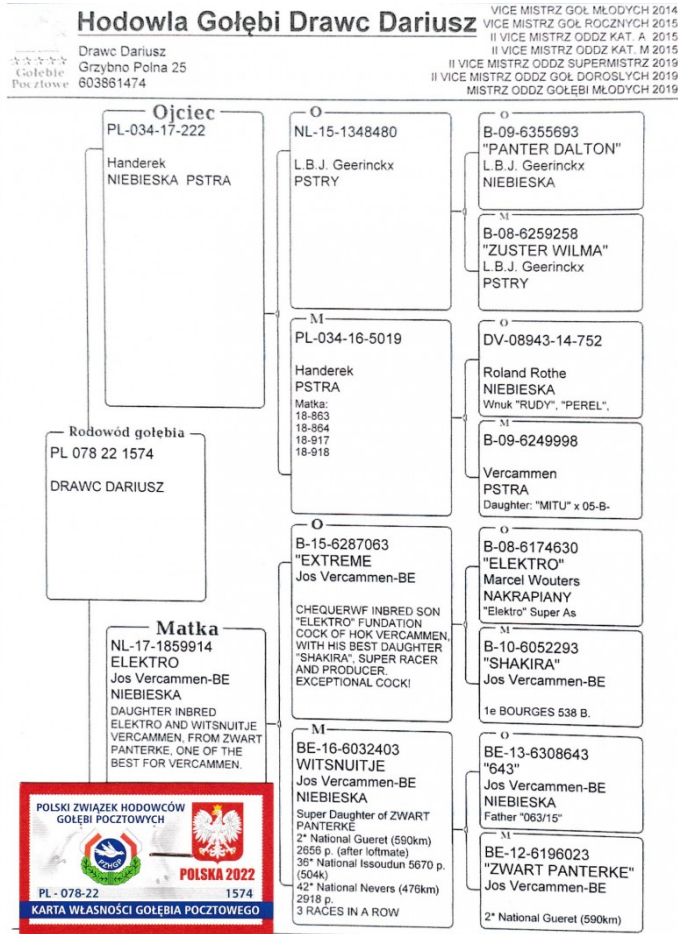 Hodowla Gołębi Drawc Dariusz
VICE MISTRZ GOŁ MŁODYCH 2014
VICE MISTRZ GOŁ ROCZNYCH 2015
II VICE MISTRZ ODDZ KAT. A 2015
II VICE MISTRZ ODDZ KAT. M 2015
II VICE MISTRZ ODDZ SUPERMISTRZ 2019
II VICE MISTRZ ODDZ GOŁ DOROSLYCH 2019
MISTRZ ODDZ GOŁĘBI MŁODYCH 2019
Gołębie
Pocztowe
Drawc Dariusz
Grzybno Polna 25
603861474
Ojciec
PL-034-17-222
Handerek
NIEBIESKA PSTRA
O
NL-15-1348480
L.B.J. Geerinckx
PSTRY
O
B-09-6355693
"PANTER DALTON"
L.B.J. Geerinckx
NIEBIESKA
M
B-08-6259258
"ZUSTER WILMA"
L.B.J. Geerinckx
PSTRY
M
PL-034-16-5019
Handerek
PSTRA
Matka:
18-863
18-864
18-917
18-918
O
DV-08943-14-752
Roland Rothe
NIEBIESKA
Wnuk "RUDY", "PEREL",
M
B-09-6249998
Vercammen
PSTRA
Daughter: "MITU" x 05-B-
Rodowód gołębia
PL 078 22 1574
DRAWC DARIUSZ
Matka
NL-17-1859914
ELEKTRO
Jos Vercammen-BE
NIEBIESKA
DAUGHTER INBRED
ELEKTRO AND WITSNUITJE
VERCAMMEN, FROM ZWART
PANTERKE, ONE OF THE
BEST FOR VERCAMMEN.
O
B-15-6287063
"EXTREME
Jos Vercammen-BE
CHEQUERWF INBRED SON
"ELEKTRO" FUNDATION
COCK OF HOK VERCAMMEN,
WITH HIS BEST DAUGHTER
"SHAKIRA", SUPER RACER
AND PRODUCER.
EXCEPTIONAL COCK!
O
B-08-6174630
"ELEKTRO"
Marcel Wouters
NAKRAPIANY
"Elektro" Super As
M
B-10-6052293
"SHAKIRA"
Jos Vercammen-BE
1e BOURGES 538 B.
M
BE-16-6032403
WITSNUITJE
Jos Vercammen-BE
NIEBIESKA
Super Daughter of ZWART
PANTERKE
2* National Gueret (590km)
2656 p. (after loftmate)
36* National Issoudun 5670 p.
(504k)
42* National Nevers (476km)
2918 p.
3 RACES IN A ROW
O
BE-13-6308643
"643"
Jos Vercammen-BE
NIEBIESKA
Father "063/15"
M
BE-12-6196023
"ZWART PANTERKE"
Jos Vercammen-BE
2* National Gueret (590km)
POLSKI ZWIĄZEK HODOWCÓW
GOŁĘBI POCZTOWYCH
PZHGP
POLSKA 2022
PL - 078-22
1574
KARTA WŁASNOŚCI GOŁĘBIA POCZTOWEGO